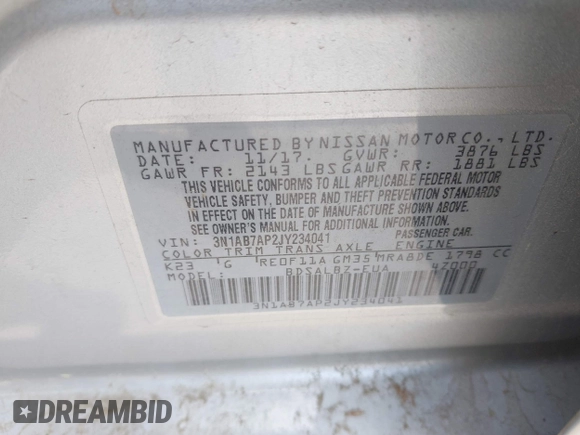 MANUFACTURED BY NISSAN MOTOR CO., LTD.
DATE: 11/17. GVWR: 3876 LBS
GAWR FR: 2143 LBS GAWR RR: 1881 LBS
THIS VEHICLE CONFORMS TO ALL APPLICABLE FEDERAL MOTOR
VEHICLE SAFETY, BUMPER AND THEFT PREVENTION STANDARDS
IN EFFECT ON THE DATE OF MANUFACTURE SHOWN ABOVE.
SEE OWNER'S MANUAL FOR ADDITIONAL INFORMATION.
VIN: 3N1AB7AP2JY234041 PASSENGER CAR.
COLOR TRIM TRANS AXLE ENGINE
K23 'G 'RE0F11A GM35 MRA8DE 1798 CC
MODEL: BDSALB7-EUA 47000
3N1AB7AP2JY234041
DREAMBID